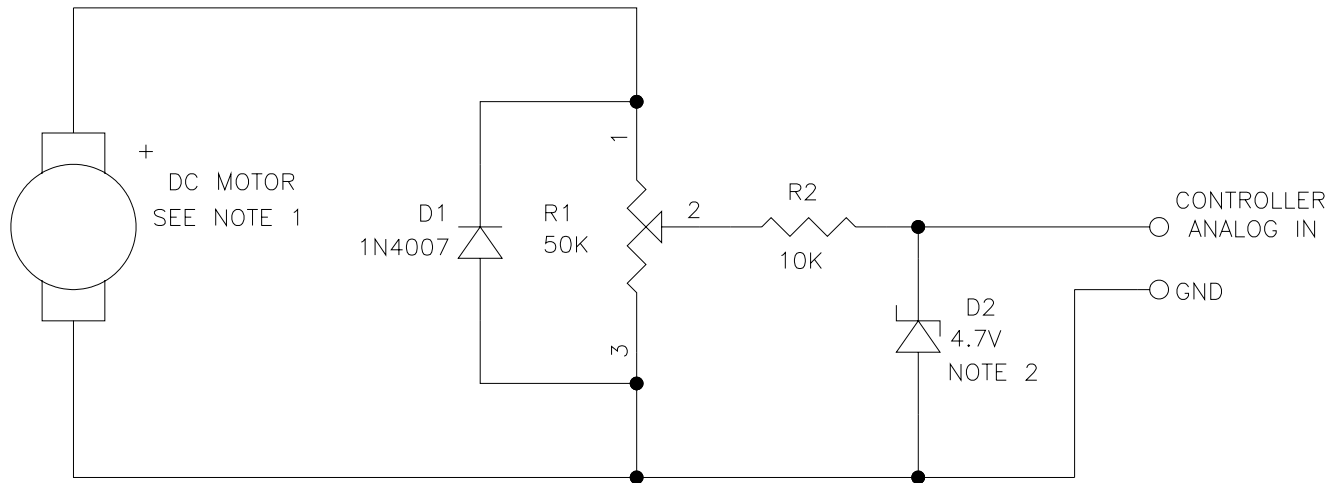 +
DC MOTOR
SEE NOTE 1
D1
1N4007
1
R1
50K
3
2
R2
10K
D2
4.7V
NOTE 2
CONTROLLER
ANALOG IN
GND